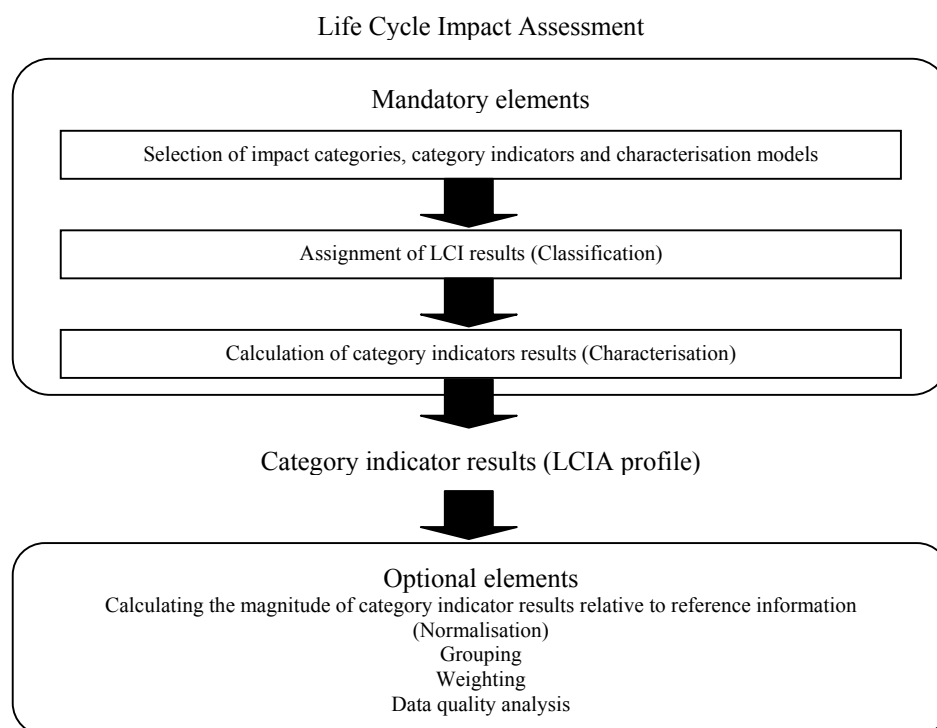 Life Cycle Impact Assessment
Mandatory elements
Selection of impact categories, category indicators and characterisation models
Assignment of LCI results (Classification)
Calculation of category indicators results (Characterisation)
Category indicator results (LCIA profile)
Optional elements
Calculating the magnitude of category indicator results relative to reference information
(Normalisation)
Grouping
Weighting
Data quality analysis